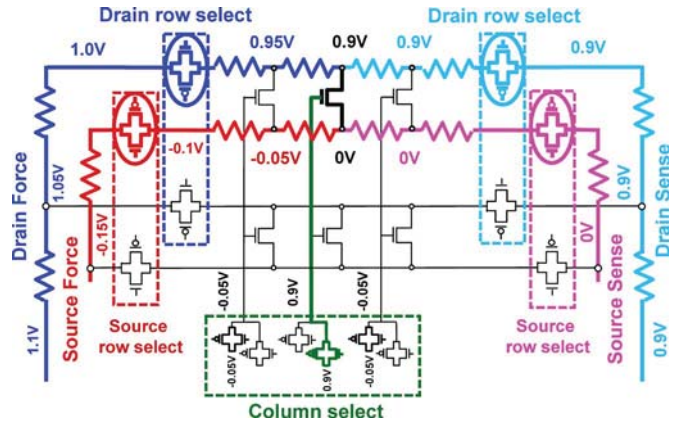 Drain row select
Drain row select
1.0V
0.95V
0.9V
0.9V
0.9V
-0.1V
-0.05V
0V
0V
Drain Force
1.05V
Source Force
-0.15V
1.1V
0.9V
Drain Sense
0V
Source Sense
0.9V
-0.05V
0.9V
-0.05V
Source
row select
Source
row select
-0.05V
0.9V
-0.05V
Column select